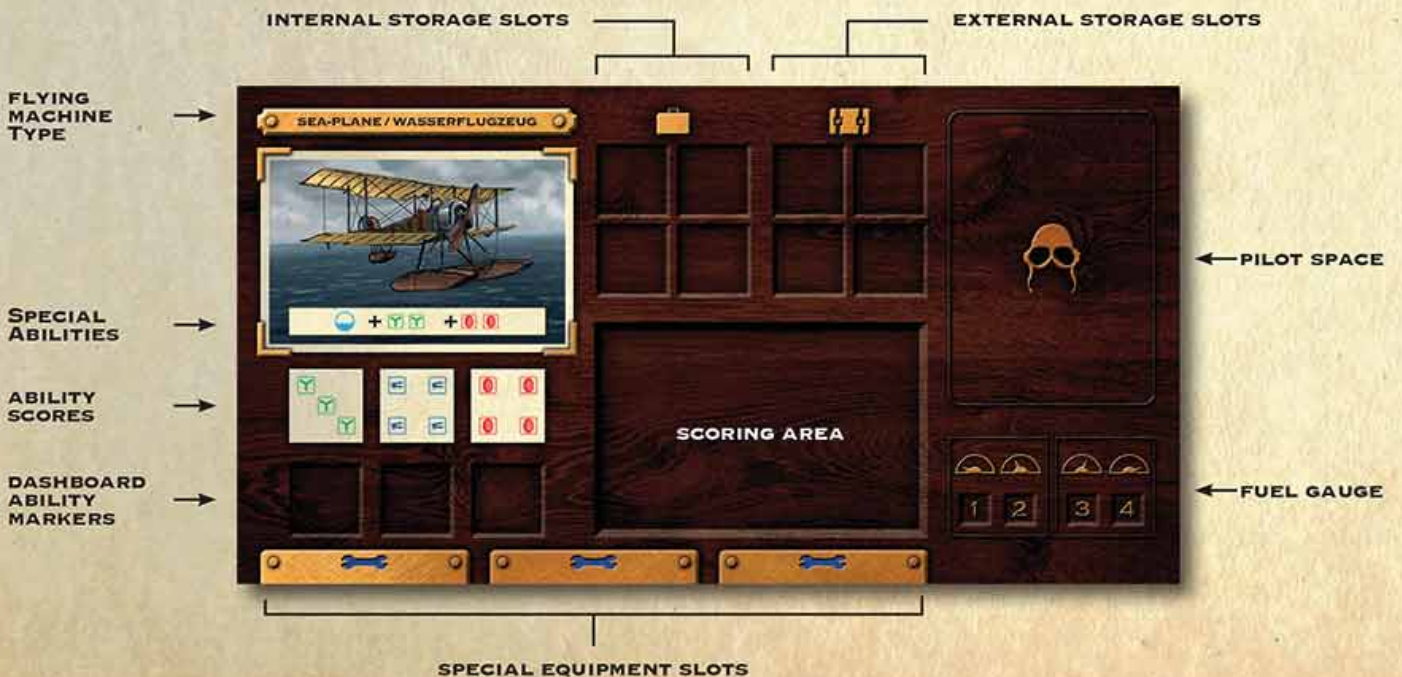 INTERNAL STORAGE SLOTS
EXTERNAL STORAGE SLOTS
FLYING
MACHINE
TYPE
SEA-PLANE / WASSERFLUGZEUG
PILOT SPACE
SPECIAL
ABILITIES
+ +
ABILITY
SCORES
SCORING AREA
DASHBOARD
ABILITY
MARKERS
1 2 3 4
FUEL GAUGE
SPECIAL EQUIPMENT SLOTS